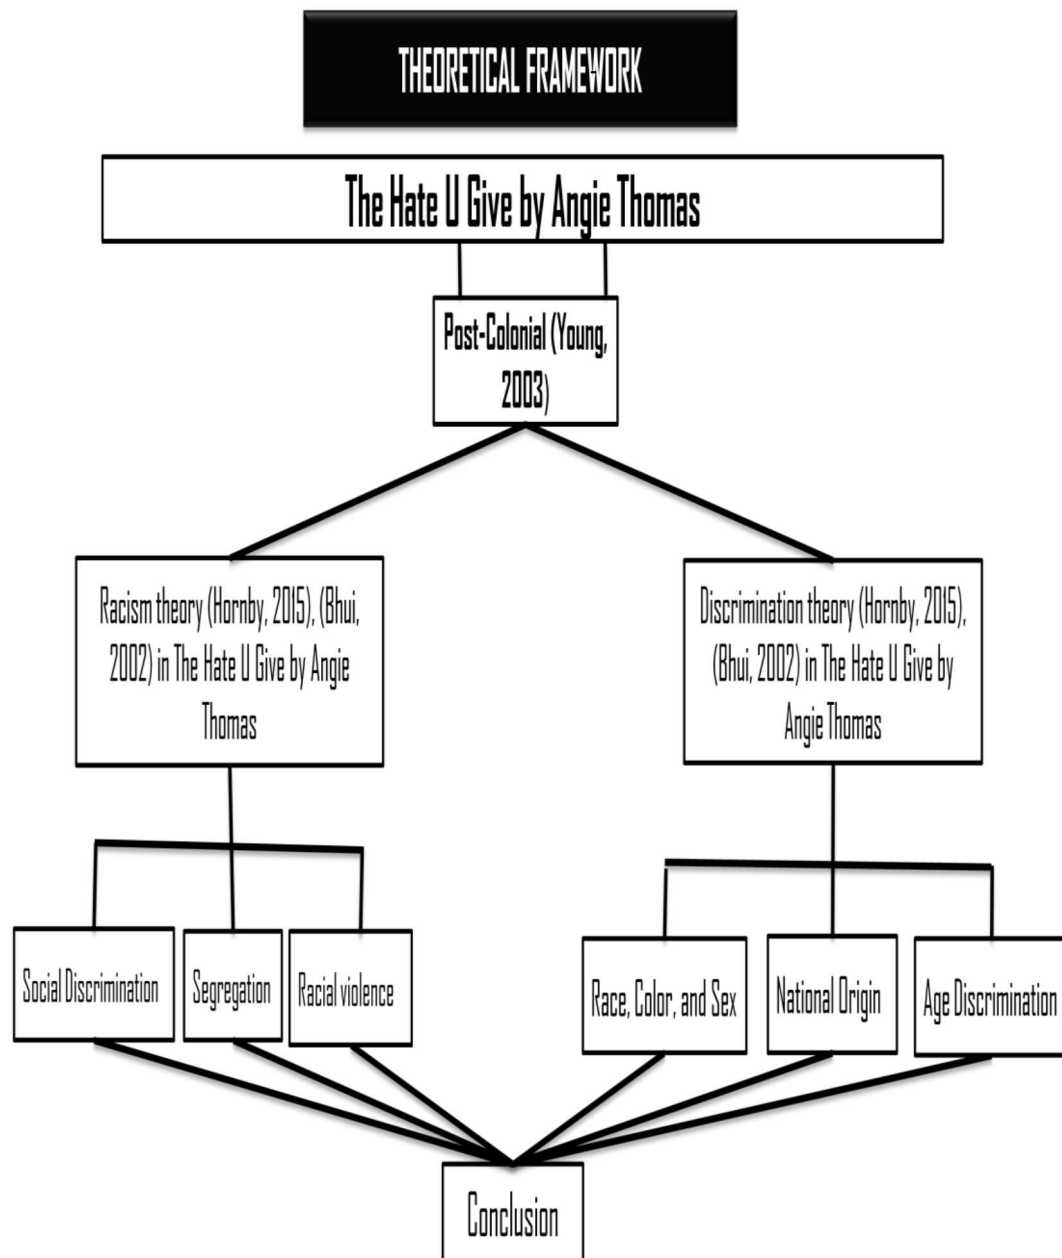 THEORETICAL FRAMEWORK
The Hate U Give by Angie Thomas
Post-Colonial (Young,
2003)
Racism theory (Hornby, 2015), (Bhui,
2002) in The Hate U Give by Angie
Thomas
Discrimination theory (Hornby, 2015),
(Bhui, 2002) in The Hate U Give by
Angie Thomas
Social Discrimination
Segregation
Racial violence
Race, Color, and Sex
National Origin
Age Discrimination
Conclusion